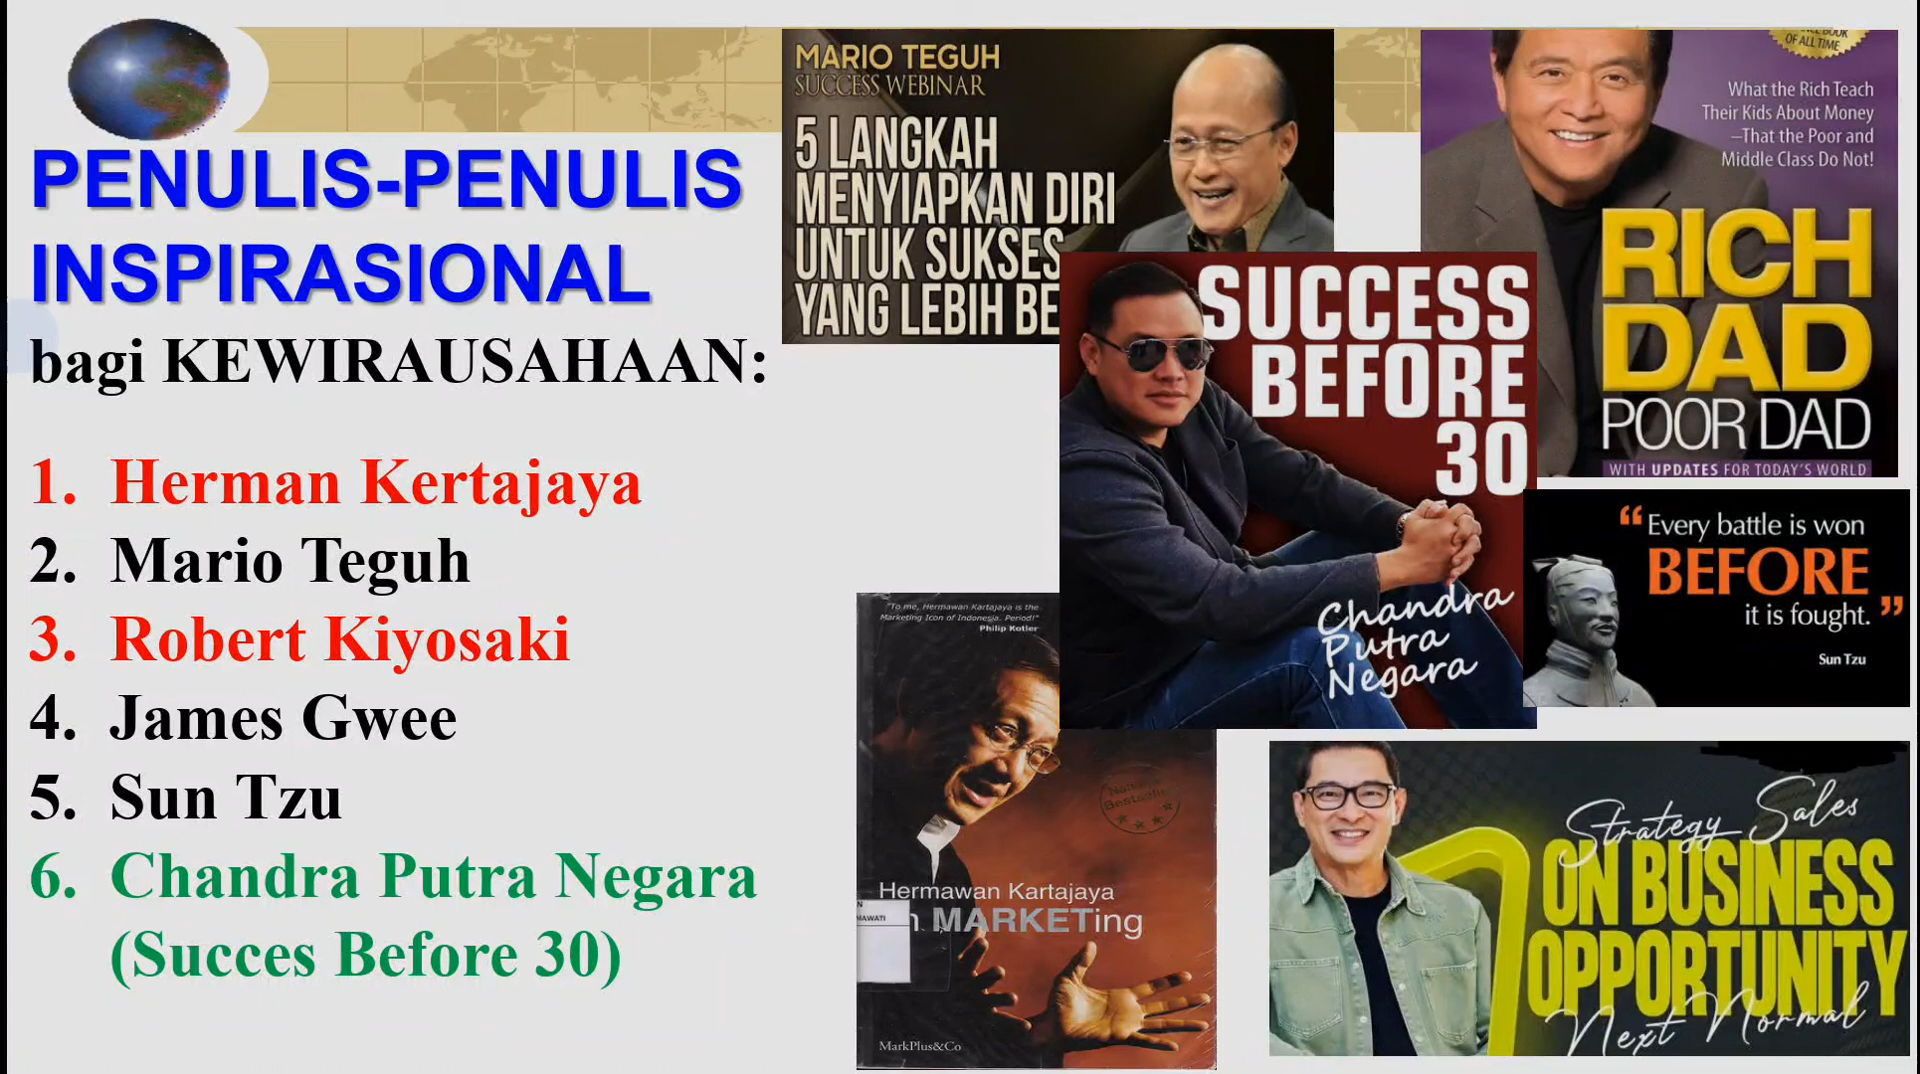 PENULIS-PENULIS
INSPIRASIONAL
bagi KEWIRAUSAHAAN:
1. Herman Kertajaya
2. Mario Teguh
3. Robert Kiyosaki
4. James Gwee
5. Sun Tzu
6. Chandra Putra Negara
(Succes Before 30)
MARIO TEGUH
SUCCESS WEBINAR
5 LANGKAH
MENYIAPKAN DIRI
UNTUK SUKSES
YANG LEBIH BE
BOOK
OF ALL TIME
What the Rich Teach
Their Kids About Money
–That the Poor and
Middle Class Do Not!
RICH
DAD
POOR DAD
WITH UPDATES FOR TODAY'S WORLD
SUCCESS
BEFORE
30
Chandra
Putra
Negara
“Every battle is won
BEFORE
it is fought.”
Sun Tzu
"To me, Hermawan Kartajaya is the
Marketing Icon of Indonesia. Period!"
Philip Kotler
National
Bestseller
Hermawan Kartajaya
n MARKETing
MAWATI
MarkPlus&Co
Strategy Sales
ON BUSINESS
OPPORTUNITY
Next Normal